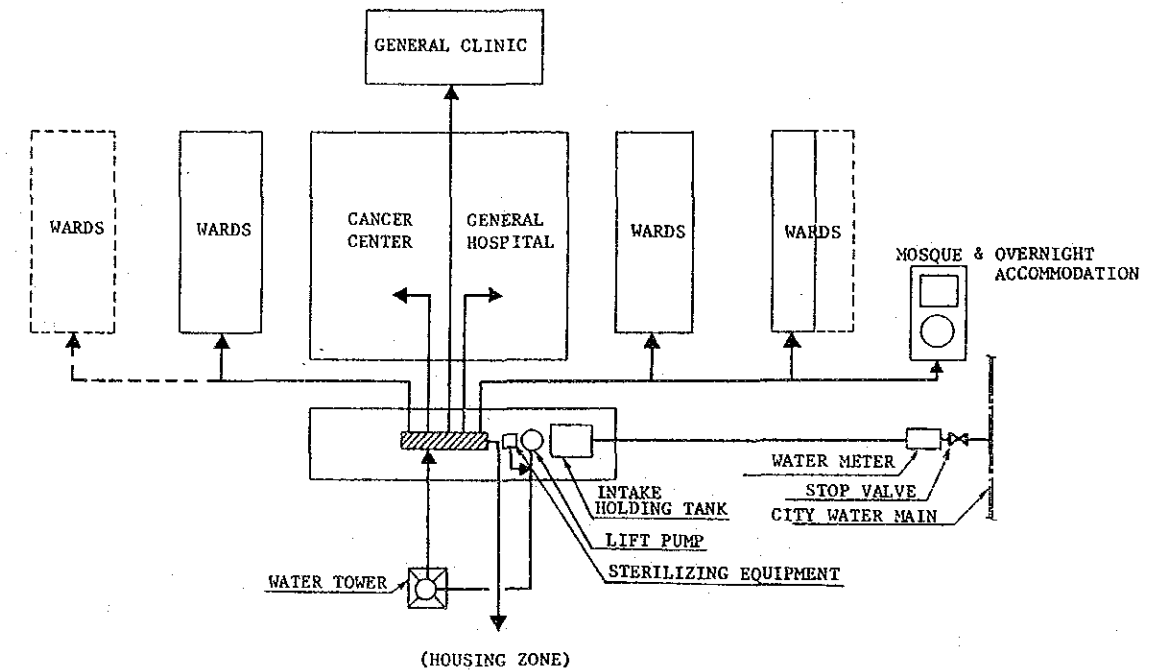 GENERAL CLINIC
WARDS
WARDS
CANCER
CENTER
GENERAL
HOSPITAL
WARDS
WARDS
MOSQUE & OVERNIGHT
ACCOMMODATION
WATER METER
STOP VALVE
CITY WATER MAIN
INTAKE
HOLDING TANK
LIFT PUMP
STERILIZING EQUIPMENT
WATER TOWER
(HOUSING ZONE)